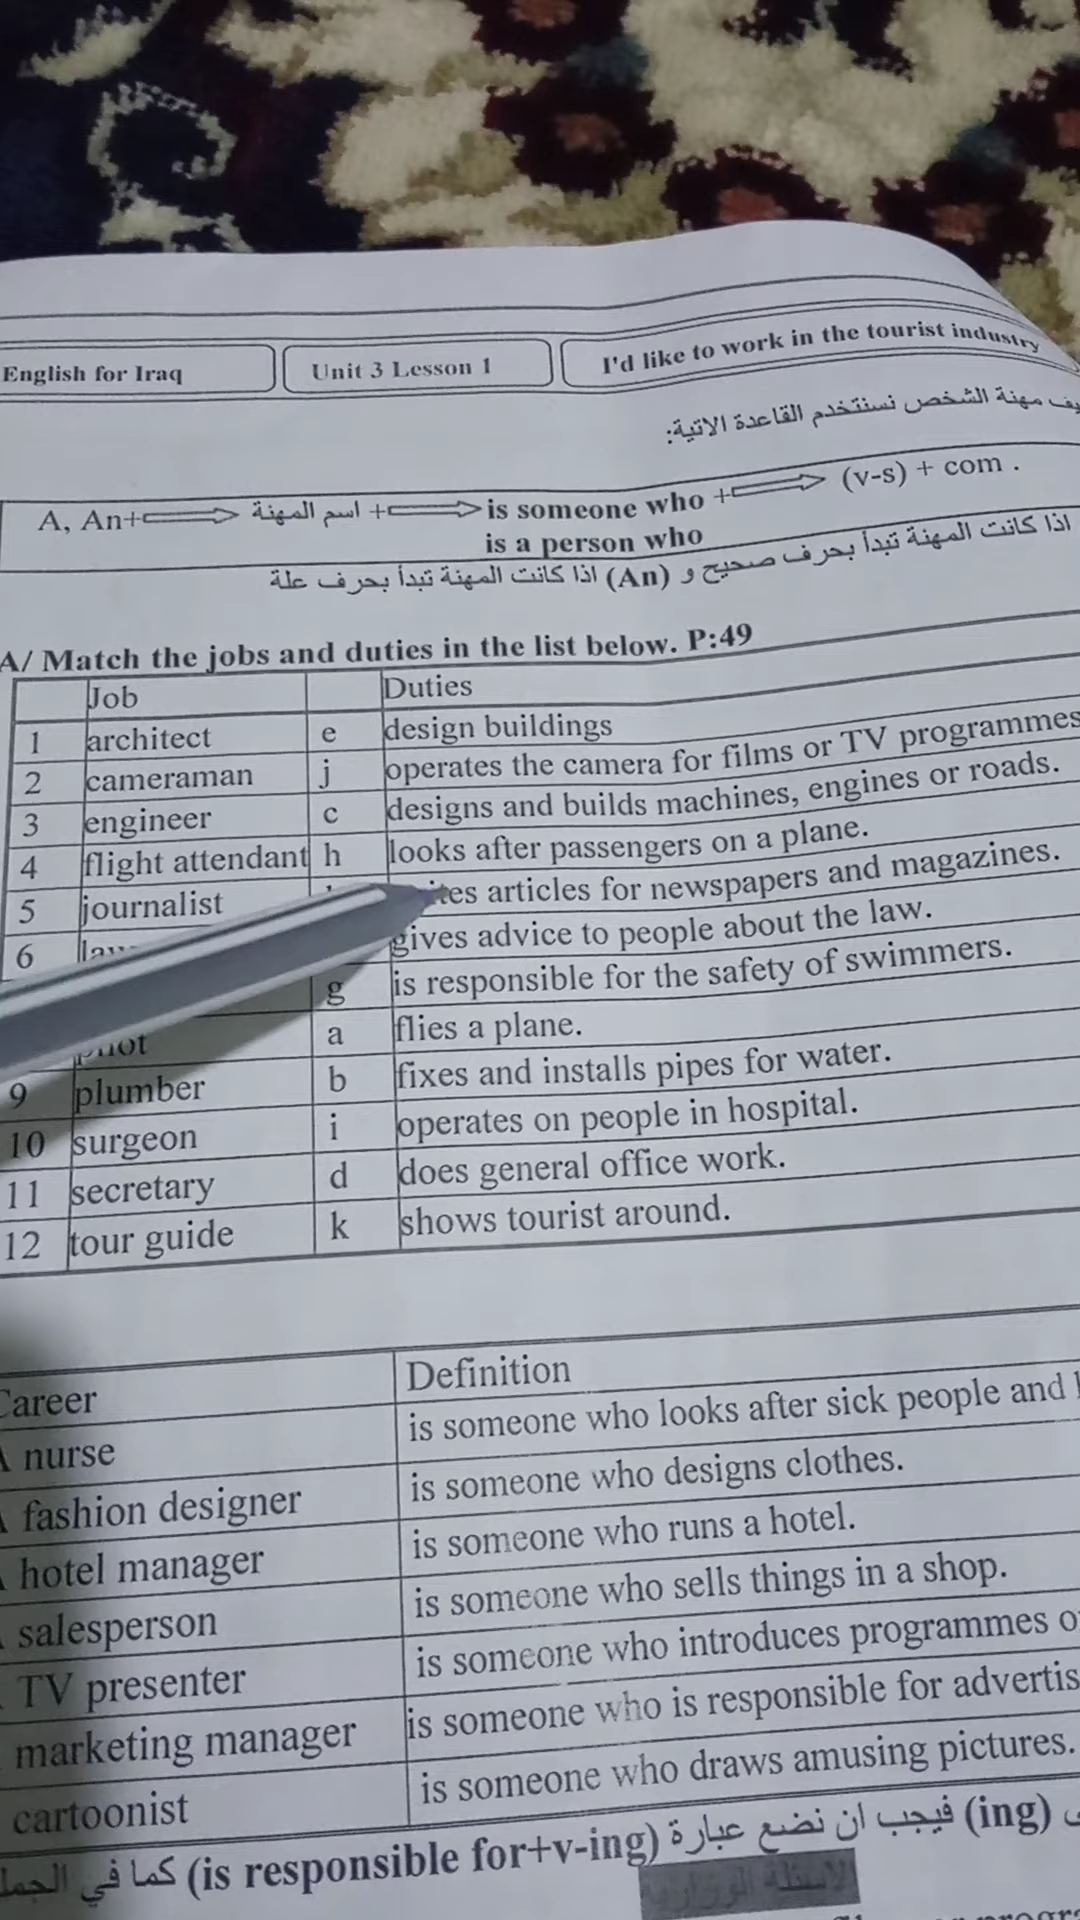 English for Iraq
Unit 3 Lesson 1
I'd like to work in the tourist industry
مهنة الشخص نستخدم القاعدة الاتية:
A, An+ اسم المهنة + is someone who + (v-s) + com .
is a person who
اذا كانت المهنة تبدأ بحرف صحيح و (An) اذا كانت المهنة تبدأ بحرف علة
A/ Match the jobs and duties in the list below. P:49
Job Duties
1 architect e design buildings
2 cameraman j operates the camera for films or TV programmes
3 engineer c designs and builds machines, engines or roads.
4 flight attendant h looks after passengers on a plane.
5 journalist articles for newspapers and magazines.
6 gives advice to people about the law.
g is responsible for the safety of swimmers.
a flies a plane.
9 plumber b fixes and installs pipes for water.
10 surgeon i operates on people in hospital.
11 secretary d does general office work.
12 tour guide k shows tourist around.
Career Definition
A nurse is someone who looks after sick people and
A fashion designer is someone who designs clothes.
hotel manager is someone who runs a hotel.
salesperson is someone who sells things in a shop.
TV presenter is someone who introduces programmes
marketing manager is someone who is responsible for
cartoonist is someone who draws amusing pictures.
(ing) فيجب ان نضع عبارة (is responsible for+v-ing) كما في
الاسئلة الوزارية